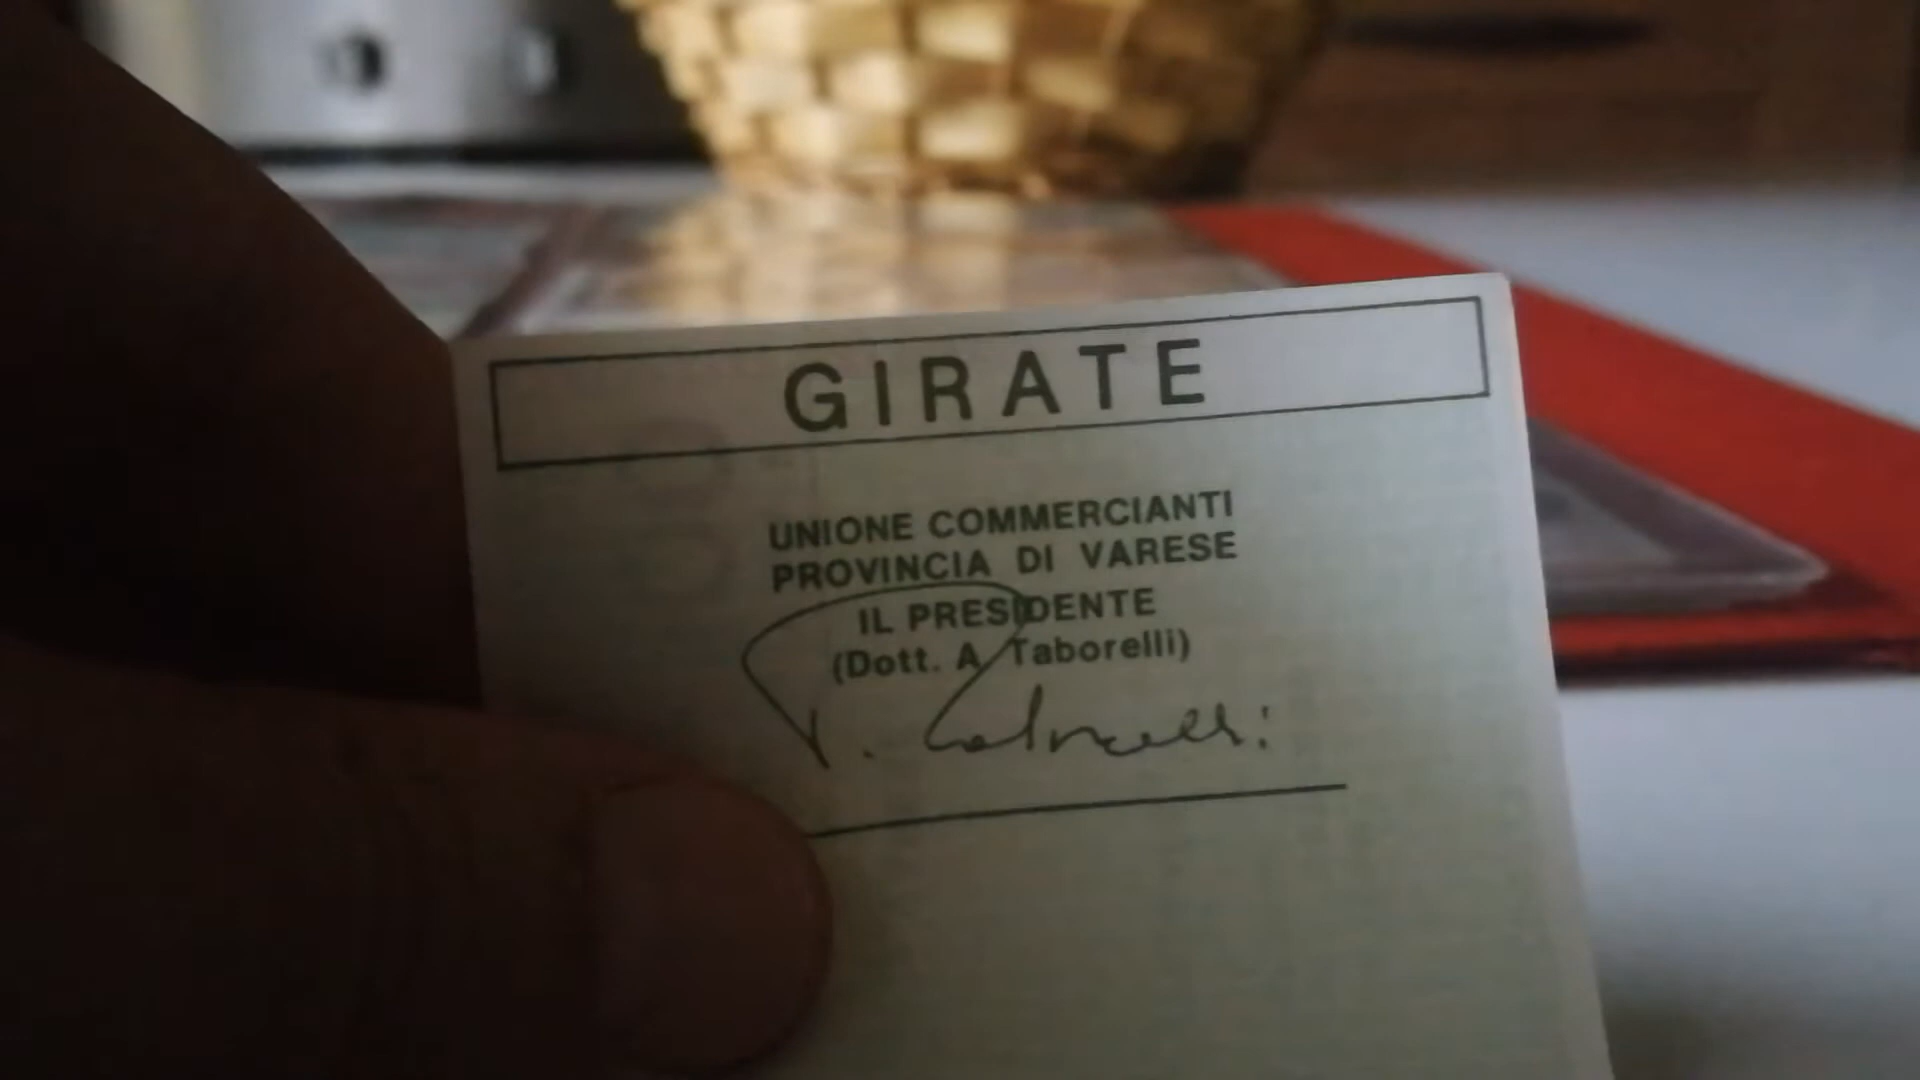 GIRATE
UNIONE COMMERCIANTI
PROVINCIA DI VARESE
IL PRESIDENTE
(Dott. A. Taborelli)